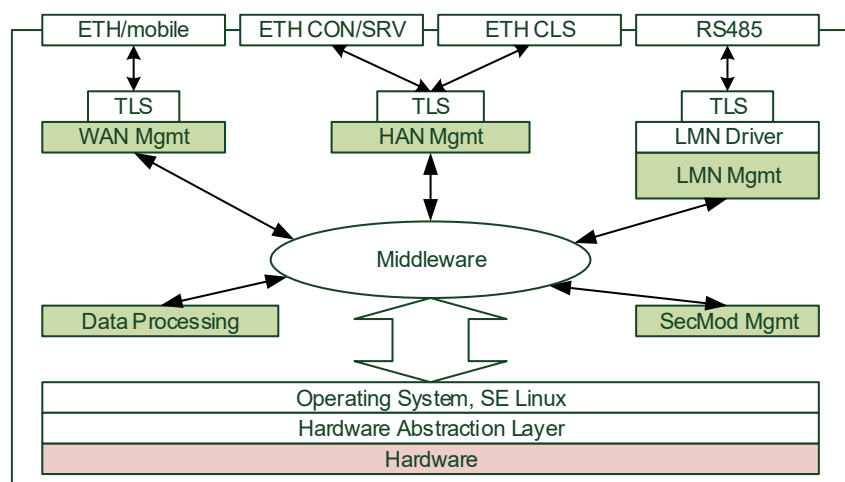 ETH/mobile
ETH CON/SRV
ETH CLS
RS485
TLS
TLS
TLS
WAN Mgmt
HAN Mgmt
LMN Driver
LMN Mgmt
Middleware
Data Processing
SecMod Mgmt
Operating System, SE Linux
Hardware Abstraction Layer
Hardware